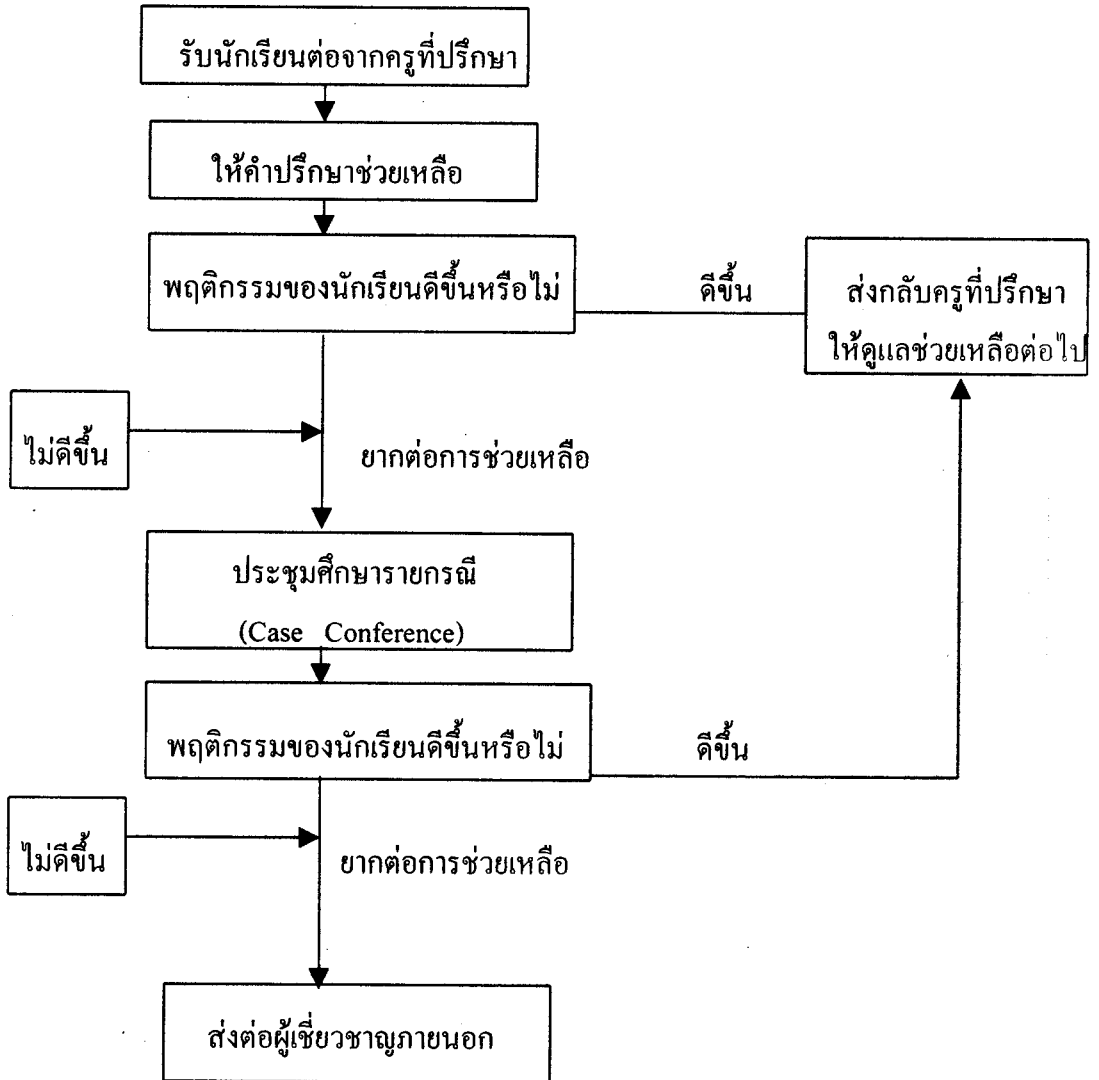 รับนักเรียนต่อจากครูที่ปรึกษา
ให้คำปรึกษาช่วยเหลือ
พฤติกรรมของนักเรียนดีขึ้นหรือไม่
ดีขึ้น
ส่งกลับครูที่ปรึกษา
ให้ดูแลช่วยเหลือต่อไป
ไม่ดีขึ้น
ยากต่อการช่วยเหลือ
ประชุมศึกษารายกรณี
(Case Conference)
พฤติกรรมของนักเรียนดีขึ้นหรือไม่
ดีขึ้น
ไม่ดีขึ้น
ยากต่อการช่วยเหลือ
ส่งต่อผู้เชี่ยวชาญภายนอก